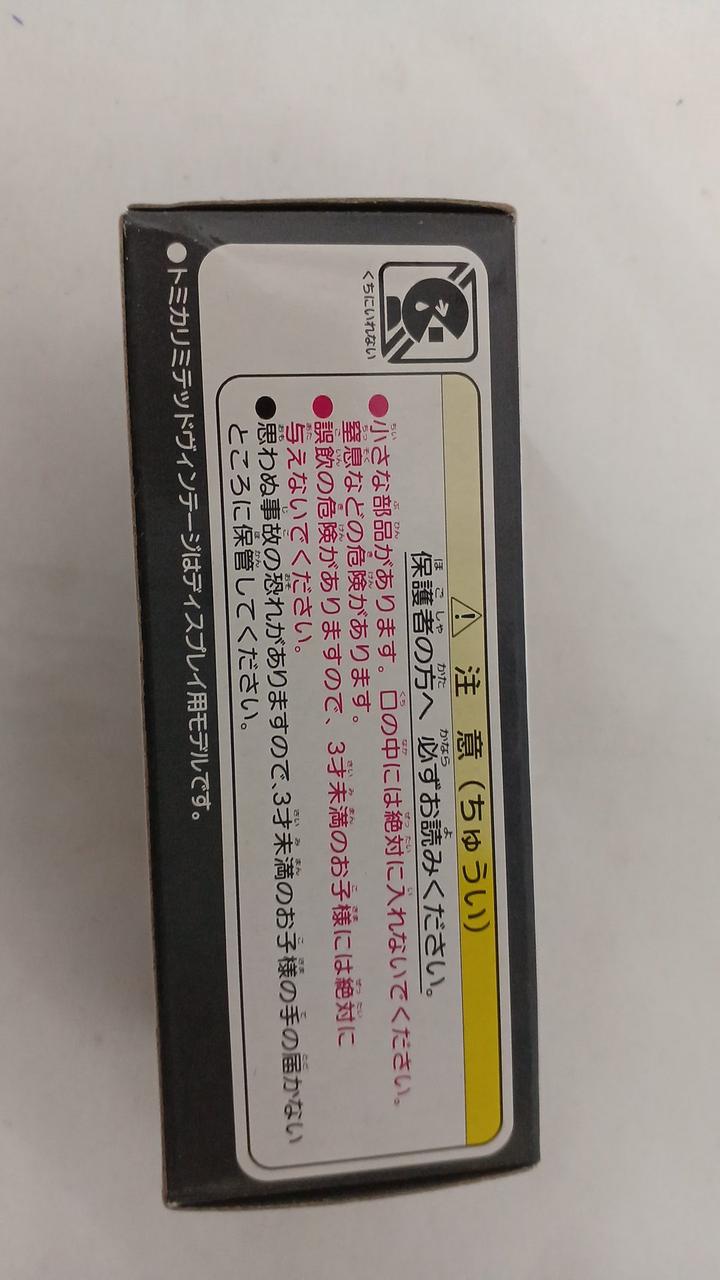 くちにいれない
注意（ちゅうい）
保護者の方へ 必ずお読みください。
●小さな部品があります。口の中には絶対に入れないでください。
窒息などの危険があります。
●誤飲の危険がありますので、3才未満のお子様には絶対に
与えないでください。
●思わぬ事故の恐れがありますので、3才未満のお子様の手の届かない
ところに保管してください。
●トミカリミテッドヴィンテージはディスプレイ用モデルです。